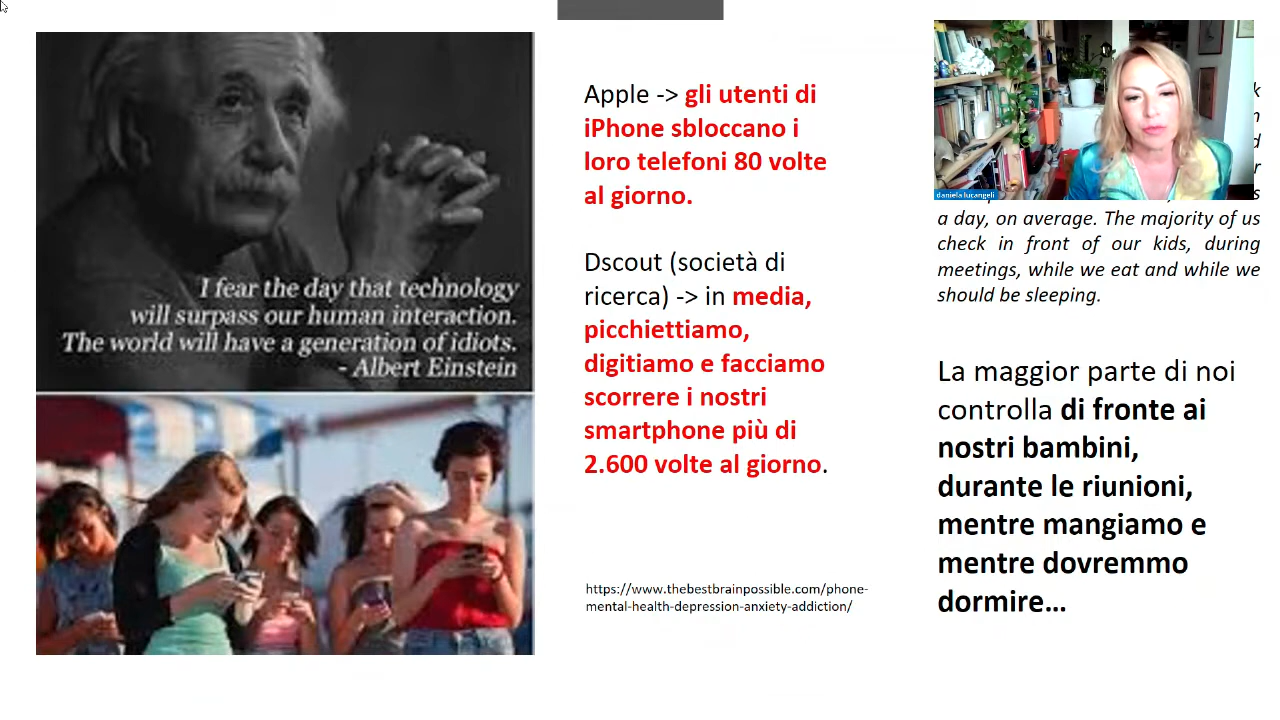 I fear the day that technology
will surpass our human interaction.
The world will have a generation of idiots.
- Albert Einstein
Apple -> gli utenti di
iPhone sbloccano i
loro telefoni 80 volte
al giorno.
Dscout (società di
ricerca) -> in media,
picchiettiamo,
digitiamo e facciamo
scorrere i nostri
smartphone più di
2.600 volte al giorno.
https://www.thebestbrainpossible.com/phone-
mental-health-depression-anxiety-addiction/
daniela lucangeli
a day, on average. The majority of us
check in front of our kids, during
meetings, while we eat and while we
should be sleeping.
La maggior parte di noi
controlla di fronte ai
nostri bambini,
durante le riunioni,
mentre mangiamo e
mentre dovremmo
dormire...